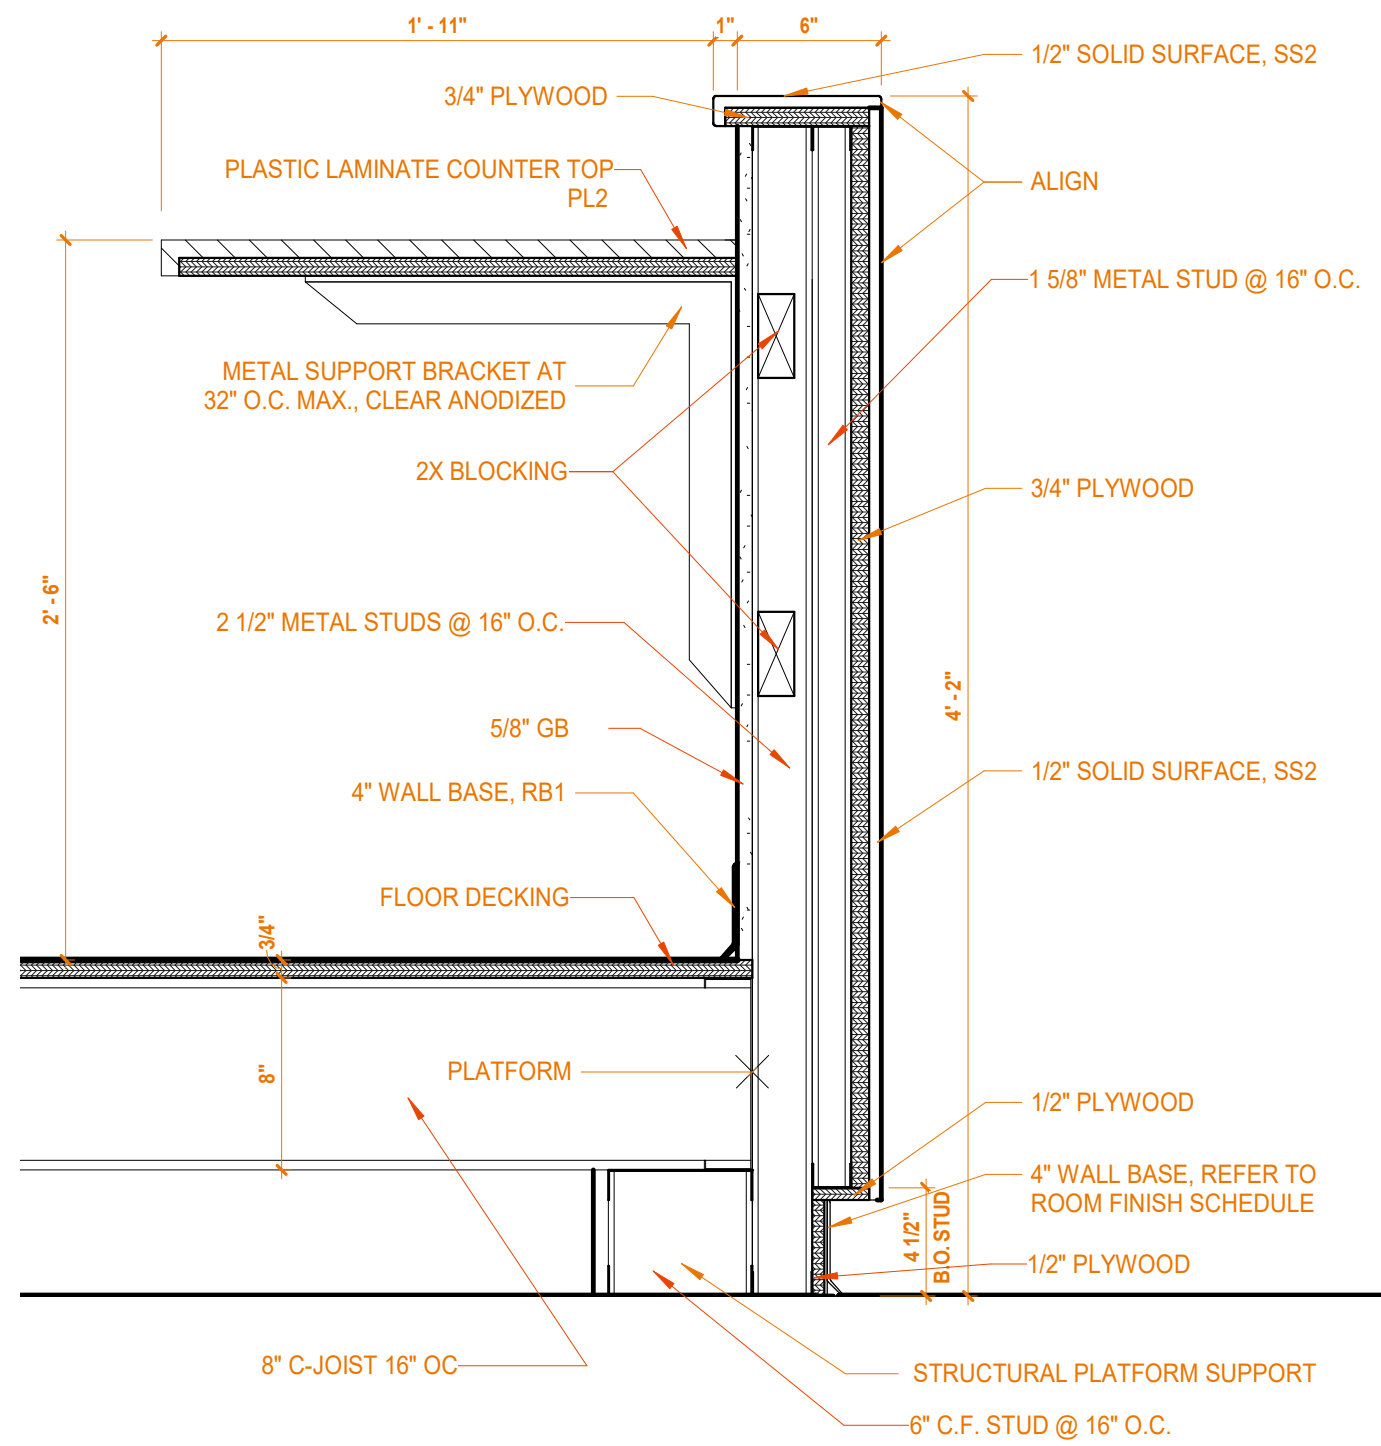 1' - 11"
1"
6"
1/2" SOLID SURFACE, SS2
3/4" PLYWOOD
PLASTIC LAMINATE COUNTER TOP
PL2
ALIGN
1 5/8" METAL STUD @ 16" O.C.
METAL SUPPORT BRACKET AT
32" O.C. MAX., CLEAR ANODIZED
2X BLOCKING
3/4" PLYWOOD
2' - 6"
2 1/2" METAL STUDS @ 16" O.C.
4' - 2"
5/8" GB
1/2" SOLID SURFACE, SS2
4" WALL BASE, RB1
FLOOR DECKING
3/4"
8"
PLATFORM
1/2" PLYWOOD
4" WALL BASE, REFER TO
ROOM FINISH SCHEDULE
4 1/2"
B.O. STUD
1/2" PLYWOOD
8" C-JOIST 16" OC
STRUCTURAL PLATFORM SUPPORT
6" C.F. STUD @ 16" O.C.